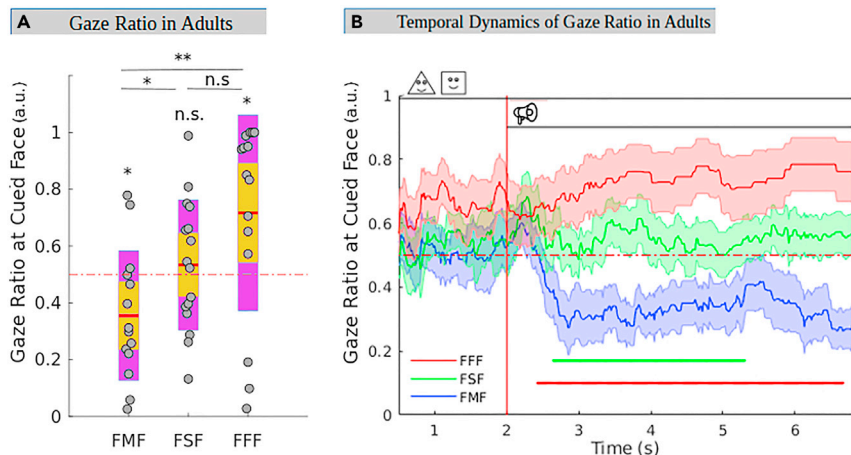 A Gaze Ratio in Adults
**
* n.s
n.s. *
*
Gaze Ratio at Cued Face (a.u.)
1
0.8
0.6
0.4
0.2
0
FMF FSF FFF
B Temporal Dynamics of Gaze Ratio in Adults
Gaze Ratio at Cued Face (a.u.)
1
0.8
0.6
0.4
0.2
0
FFF
FSF
FMF
1 2 3 4 5 6
Time (s)